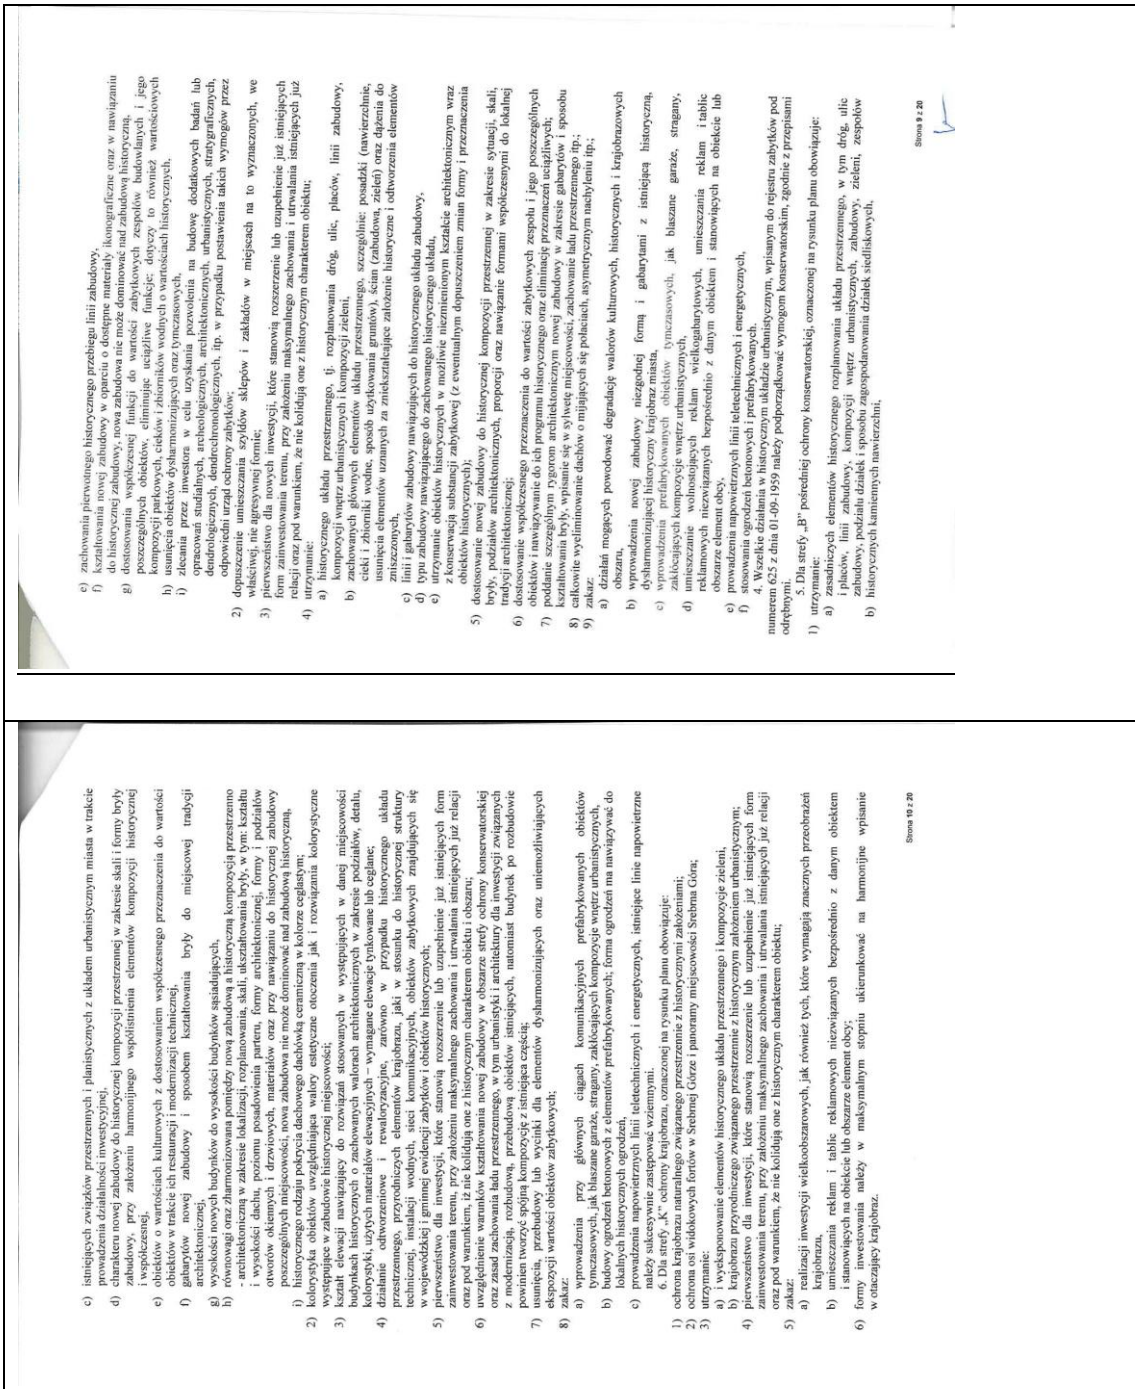 e) zachowania pierwotnego historycznego przebiegu linii zabudowy,
f) kształtowania nowej zabudowy w oparciu o dostępne materiały ikonograficzne oraz w nawiązaniu
do historycznej zabudowy, nowa zabudowa nie może dominować nad zabudową historyczną,
g) dostosowania współczesnej funkcji do wartości zabytkowych zespołów budowlanych i jego
poszczególnych obiektów, eliminując uciążliwe funkcje; dotyczy to również wartościowych
kompozycji parkowych, cieków i zbiorników wodnych o wartościach historycznych,
h) usunięcia obiektów dysharmonizujących oraz tymczasowych,
i) zlecania przez inwestora w celu uzyskania pozwolenia na budowę dodatkowych badań lub
opracowań studialnych, archeologicznych, architektonicznych, urbanistycznych, stratygraficznych,
dendrologicznych, dendrochronologicznych, itp. w przypadku postawienia takich wymogów przez
odpowiedni urząd ochrony zabytków;
2) dopuszczenie umieszczania szyldów sklepów i zakładów w miejscach na to wyznaczonych, we
właściwej, nie agresywnej formie;
3) pierwszeństwo dla nowych inwestycji, które stanowią rozszerzenie lub uzupełnienie już istniejących
form zainwestowania terenu, przy założeniu maksymalnego zachowania i utrwalania istniejących już
relacji oraz pod warunkiem, że nie kolidują one z historycznym charakterem obiektu;
4) utrzymanie:
a) historycznego układu przestrzennego, tj. rozplanowania dróg, ulic, placów, linii zabudowy,
kompozycji wnętrz urbanistycznych i kompozycji zieleni,
b) zachowanych głównych elementów układu przestrzennego, szczególnie: posadzki (nawierzchnie,
cieki i zbiorniki wodne, sposób użytkowania gruntów), ścian (zabudowa, zieleń) oraz dążenia do
usunięcia elementów uznanych za zniekształcające założenie historyczne i odtworzenia elementów
zniszczonych,
c) linii i gabarytów zabudowy nawiązujących do historycznego układu zabudowy,
d) typu zabudowy nawiązującego do zachowanego historycznego układu,
e) utrzymanie obiektów historycznych w możliwie niezmienionym kształcie architektonicznym wraz
z konserwacją substancji zabytkowej (z ewentualnym dopuszczeniem zmian formy i przeznaczenia
obiektów historycznych);
5) dostosowanie nowej zabudowy do historycznej kompozycji przestrzennej w zakresie sytuacji, skali,
bryły, podziałów architektonicznych, proporcji oraz nawiązanie formami współczesnymi do lokalnej
tradycji architektonicznej;
6) dostosowanie współczesnego przeznaczenia do wartości zabytkowych zespołu i jego poszczególnych
obiektów i nawiązywanie do ich programu historycznego oraz eliminację przeznaczeń uciążliwych;
7) poddanie szczególnym rygorom architektonicznym nowej zabudowy w zakresie gabarytów i sposobu
kształtowania bryły, wpisanie się w sylwetę miejscowości, zachowanie ładu przestrzennego itp.;
8) całkowite wyeliminowanie dachów o mijających się połaciach, asymetrycznym nachyleniu itp.;
9) zakaz:
a) działań mogących powodować degradację walorów kulturowych, historycznych i krajobrazowych
obszaru,
b) wprowadzenia nowej zabudowy niezgodnej formą i gabarytami z istniejącą historyczną,
dysharmonizującej historyczny krajobraz miasta,
c) wprowadzenia prefabrykowanych obiektów tymczasowych, jak blaszane garaże, stragany,
zakłócających kompozycje wnętrz urbanistycznych,
d) umieszczanie wolnostojących reklam wielkogabarytowych, umieszczania reklam i tablic
reklamowych niezwiązanych bezpośrednio z danym obiektem i stanowiących na obiekcie lub
obszarze element obcy,
e) prowadzenia napowietrznych linii teletechnicznych i energetycznych,
f) stosowania ogrodzeń betonowych i prefabrykowanych.
4. Wszelkie działania w historycznym układzie urbanistycznym, wpisanym do rejestru zabytków pod
numerem 625 z dnia 01-09-1959 należy podporządkować wymogom konserwatorskim, zgodnie z przepisami
odrębnymi.
5. Dla strefy „B” pośredniej ochrony konserwatorskiej, oznaczonej na rysunku planu obowiązuje:
1) utrzymanie:
a) zasadniczych elementów historycznego rozplanowania układu przestrzennego, w tym dróg, ulic
i placów, linii zabudowy, kompozycji wnętrz urbanistycznych, zabudowy, zieleni, zespołów
zabudowy, podziału działek i sposobu zagospodarowania działek siedliskowych,
b) historycznych kamiennych nawierzchni,
Strona 9 z 20
c) istniejących związków przestrzennych i planistycznych z układem urbanistycznym miasta w trakcie
prowadzenia działalności inwestycyjnej,
d) charakteru nowej zabudowy do historycznej kompozycji przestrzennej w zakresie skali i formy bryły
zabudowy, przy założeniu harmonijnego współistnienia elementów kompozycji historycznej
i współczesnej,
e) obiektów o wartościach kulturowych z dostosowaniem współczesnego przeznaczenia do wartości
obiektów w trakcie ich restauracji i modernizacji technicznej,
f) gabarytów nowej zabudowy i sposobem kształtowania bryły do miejscowej tradycji
architektonicznej,
g) wysokości nowych budynków do wysokości budynków sąsiadujących,
h) równowagi oraz zharmonizowana pomiędzy nową zabudową a historyczną kompozycją przestrzenno
- architektoniczną w zakresie lokalizacji, rozplanowania, skali, ukształtowania bryły, w tym: kształtu
i wysokości dachu, poziomu posadowienia parteru, formy architektonicznej, formy i podziałów
otworów okiennych i drzwiowych, materiałów oraz przy nawiązaniu do historycznej zabudowy
poszczególnych miejscowości, nowa zabudowa nie może dominować nad zabudową historyczną,
i) historycznego rodzaju pokrycia dachowego dachówką ceramiczną w kolorze ceglastym;
2) kolorystyka obiektów uwzględniająca walory estetyczne otoczenia jak i rozwiązania kolorystyczne
występujące w zabudowie historycznej miejscowości;
3) kształt elewacji nawiązujący do rozwiązań stosowanych w występujących w danej miejscowości
budynkach historycznych o zachowanych walorach architektonicznych w zakresie podziałów, detalu,
kolorystyki, użytych materiałów elewacyjnych – wymagane elewacje tynkowane lub ceglane;
4) działanie odtworzeniowe i rewaloryzacyjne, zarówno w przypadku historycznego układu
przestrzennego, przyrodniczych elementów krajobrazu, jaki w stosunku do historycznej struktury
technicznej, instalacji wodnych, sieci komunikacyjnych, obiektów zabytkowych znajdujących się
w wojewódzkiej i gminnej ewidencji zabytków i obiektów historycznych;
5) pierwszeństwo dla inwestycji, które stanowią rozszerzenie lub uzupełnienie już istniejących form
zainwestowania terenu, przy założeniu maksymalnego zachowania i utrwalania istniejących już relacji
oraz pod warunkiem, iż nie kolidują one z historycznym charakterem obiektu i obszaru;
6) uwzględnienie warunków kształtowania nowej zabudowy w obszarze strefy ochrony konserwatorskiej
oraz zasad zachowania ładu przestrzennego, w tym urbanistyki i architektury dla inwestycji związanych
z modernizacją, rozbudową, przebudową obiektów istniejących, natomiast budynek po rozbudowie
powinien tworzyć spójną kompozycję z istniejąca częścią;
7) usunięcia, przebudowy lub wycinki dla elementów dysharmonizujących oraz uniemożliwiających
ekspozycji wartości obiektów zabytkowych;
8) zakaz:
a) wprowadzenia przy głównych ciągach komunikacyjnych prefabrykowanych obiektów
tymczasowych, jak blaszane garaże, stragany, zakłócających kompozycje wnętrz urbanistycznych,
b) budowy ogrodzeń betonowych z elementów prefabrykowanych; forma ogrodzeń ma nawiązywać do
lokalnych historycznych ogrodzeń,
c) prowadzenia napowietrznych linii teletechnicznych i energetycznych, istniejące linie napowietrzne
należy sukcesywnie zastępować wziemnymi.
6. Dla strefy „K” ochrony krajobrazu, oznaczonej na rysunku planu obowiązuje:
1) ochrona krajobrazu naturalnego związanego przestrzennie z historycznymi założeniami;
2) ochrona osi widokowych fortów w Srebrnej Górze i panoramy miejscowości Srebrna Góra;
3) utrzymanie:
a) i wyeksponowanie elementów historycznego układu przestrzennego i kompozycje zieleni,
b) krajobrazu przyrodniczego związanego przestrzennie z historycznym założeniem urbanistycznym;
4) pierwszeństwo dla inwestycji, które stanowią rozszerzenie lub uzupełnienie już istniejących form
zainwestowania terenu, przy założeniu maksymalnego zachowania i utrwalania istniejących już relacji
oraz pod warunkiem, że nie kolidują one z historycznym charakterem obiektu;
5) zakaz:
a) realizacji inwestycji wielkoobszarowych, jak również tych, które wymagają znacznych przeobrażeń
krajobrazu,
b) umieszczania reklam i tablic reklamowych niezwiązanych bezpośrednio z danym obiektem
i stanowiących na obiekcie lub obszarze element obcy;
6) formy inwestowania należy w maksymalnym stopniu ukierunkować na harmonijne wpisanie
w otaczający krajobraz.
Strona 10 z 20